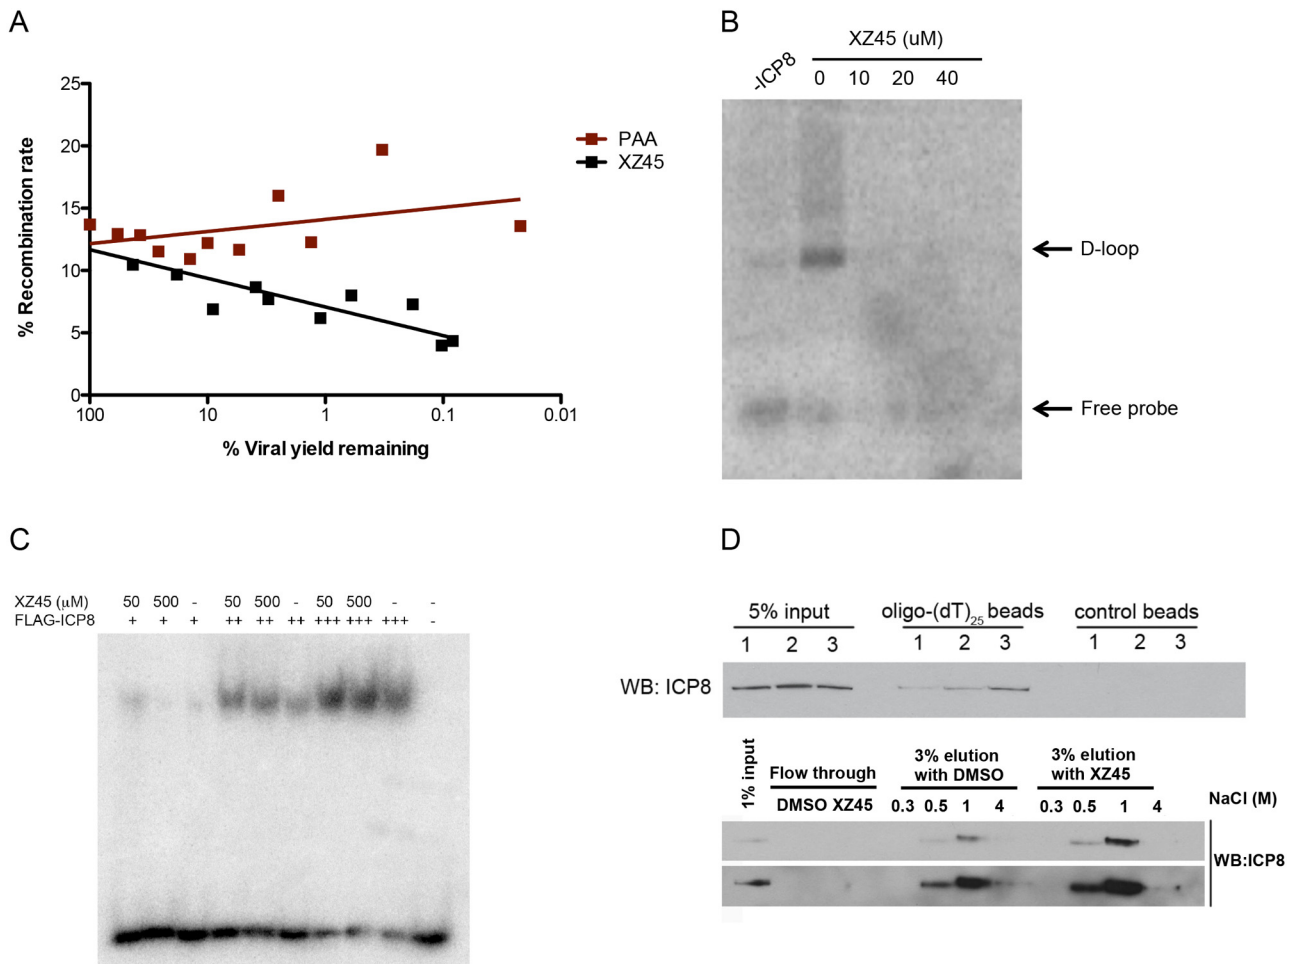 A
25
20
15
10
5
0
100
10
1
0.1
0.01
% Recombination rate
% Viral yield remaining
PAA
XZ45
B
XZ45 (uM)
-ICP8
0 10 20 40
D-loop
Free probe
C
XZ45 (µM) 50 500 - 50 500 - 50 500 - -
FLAG-ICP8 + + + ++ ++ ++ +++ +++ +++ -
D
5% input oligo-(dT)25 beads control beads
1 2 3 1 2 3 1 2 3
WB: ICP8
1% input
Flow through
DMSO XZ45
3% elution
with DMSO
0.3 0.5 1 4
3% elution
with XZ45
0.3 0.5 1 4
NaCl (M)
WB:ICP8